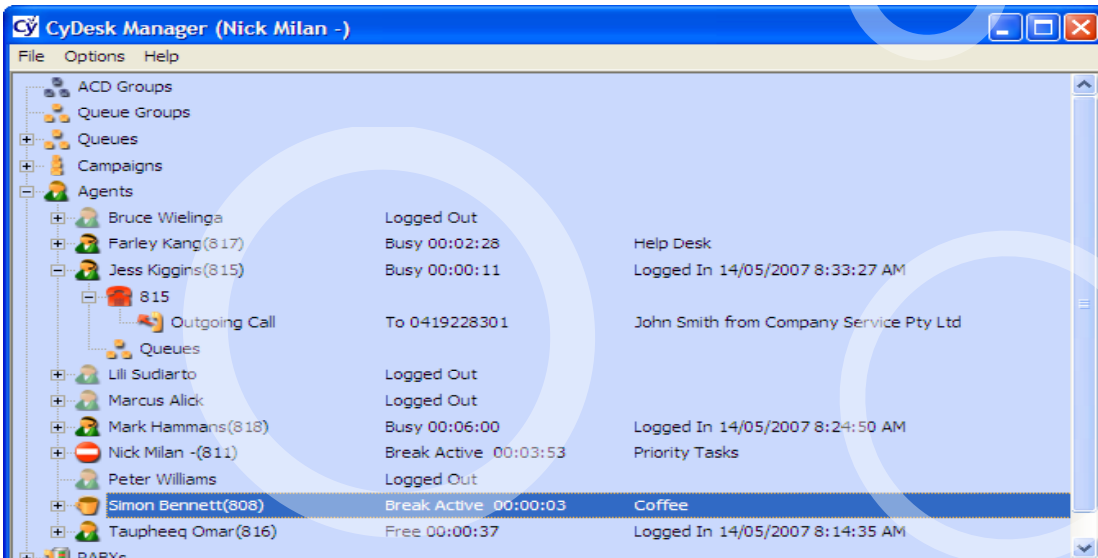 Cy CyDesk Manager (Nick Milan -)
File Options Help
ACD Groups
Queue Groups
Queues
Campaigns
Agents
Bruce Wielinga Logged Out
Farley Kang(817) Busy 00:02:28 Help Desk
Jess Kiggins(815) Busy 00:00:11 Logged In 14/05/2007 8:33:27 AM
815
Outgoing Call To 0419228301 John Smith from Company Service Pty Ltd
Queues
Lili Sudiarto Logged Out
Marcus Alick Logged Out
Mark Hammans(818) Busy 00:06:00 Logged In 14/05/2007 8:24:50 AM
Nick Milan -(811) Break Active 00:03:53 Priority Tasks
Peter Williams Logged Out
Simon Bennett(808) Break Active 00:00:03 Coffee
Taupheeq Omar(816) Free 00:00:37 Logged In 14/05/2007 8:14:35 AM
PABXs